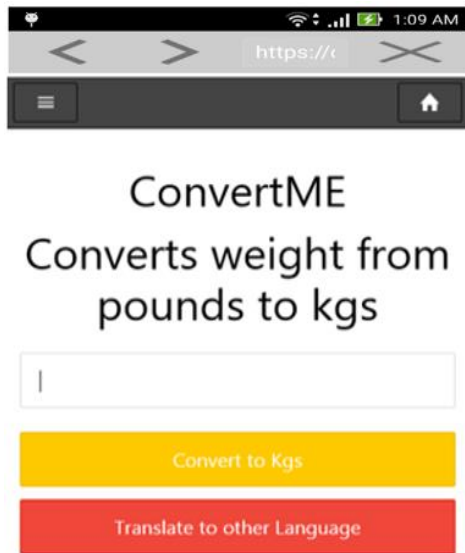 1:09 AM
https://c
ConvertME
Converts weight from
pounds to kgs
Convert to Kgs
Translate to other Language